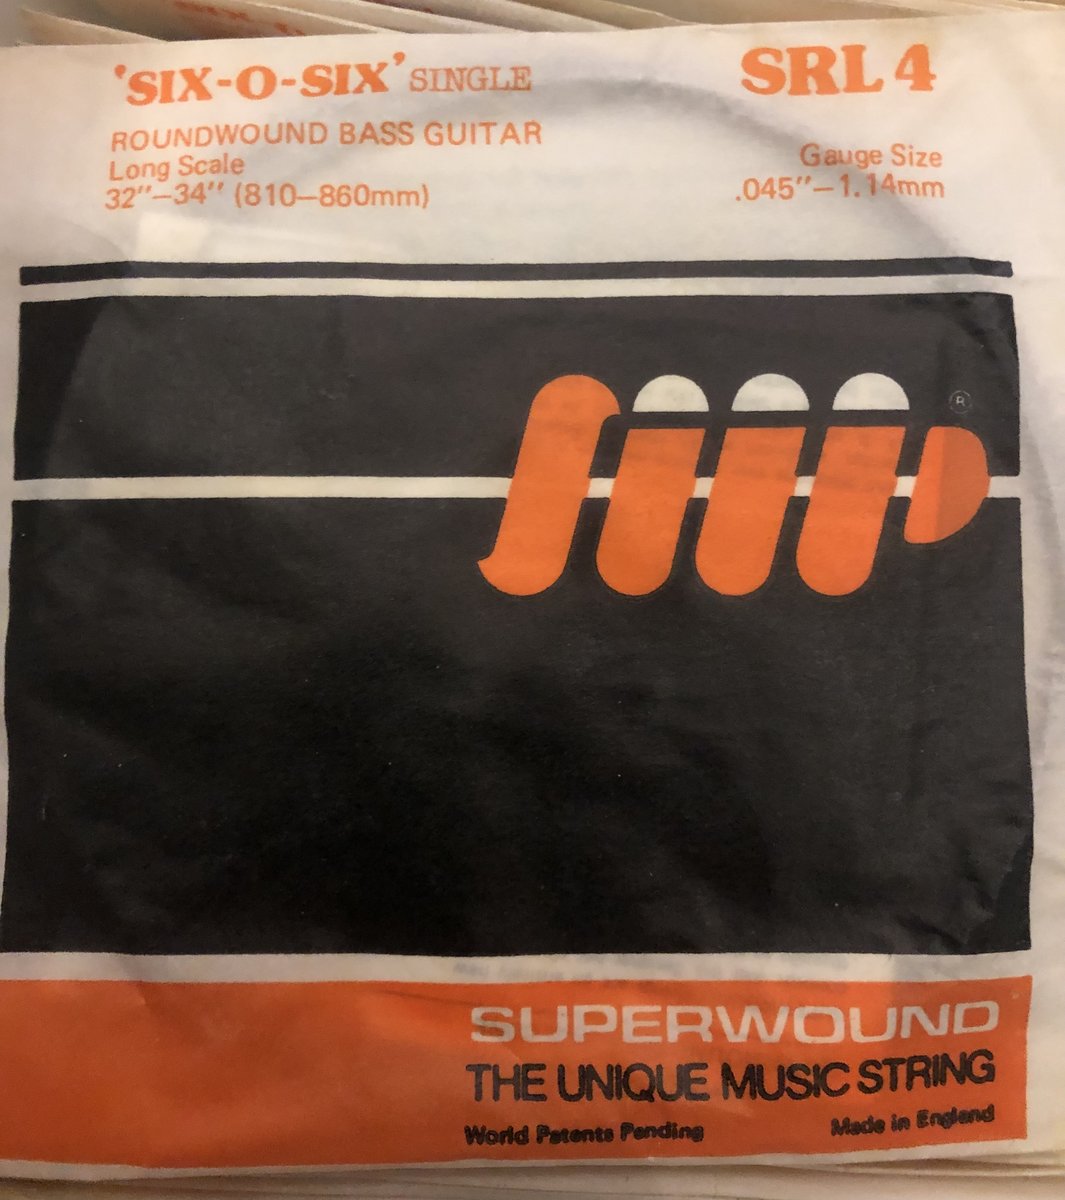 'SIX-O-SIX' SINGLE SRL 4
ROUNDWOUND BASS GUITAR
Long Scale Gauge Size
32"–34" (810–860mm) .045"–1.14mm
®
SUPERWOUND
THE UNIQUE MUSIC STRING
World Patents Pending Made in England